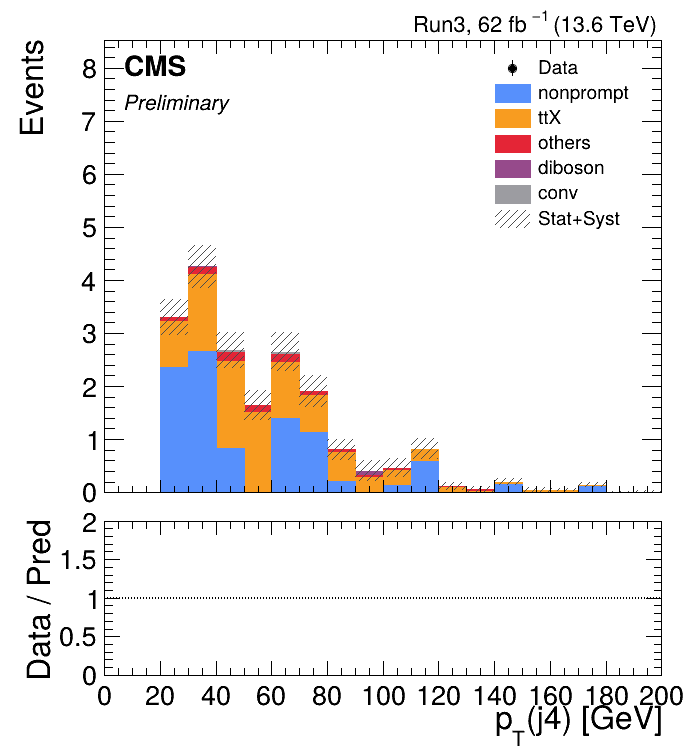 Run3, 62 fb⁻¹ (13.6 TeV)
CMS
Preliminary
Events
8
7
6
5
4
3
2
1
0
Data
nonprompt
ttX
others
diboson
conv
Stat+Syst
Data / Pred
2
1.5
1
0.5
0
0 20 40 60 80 100 120 140 160 180 200
p_T(j4) [GeV]